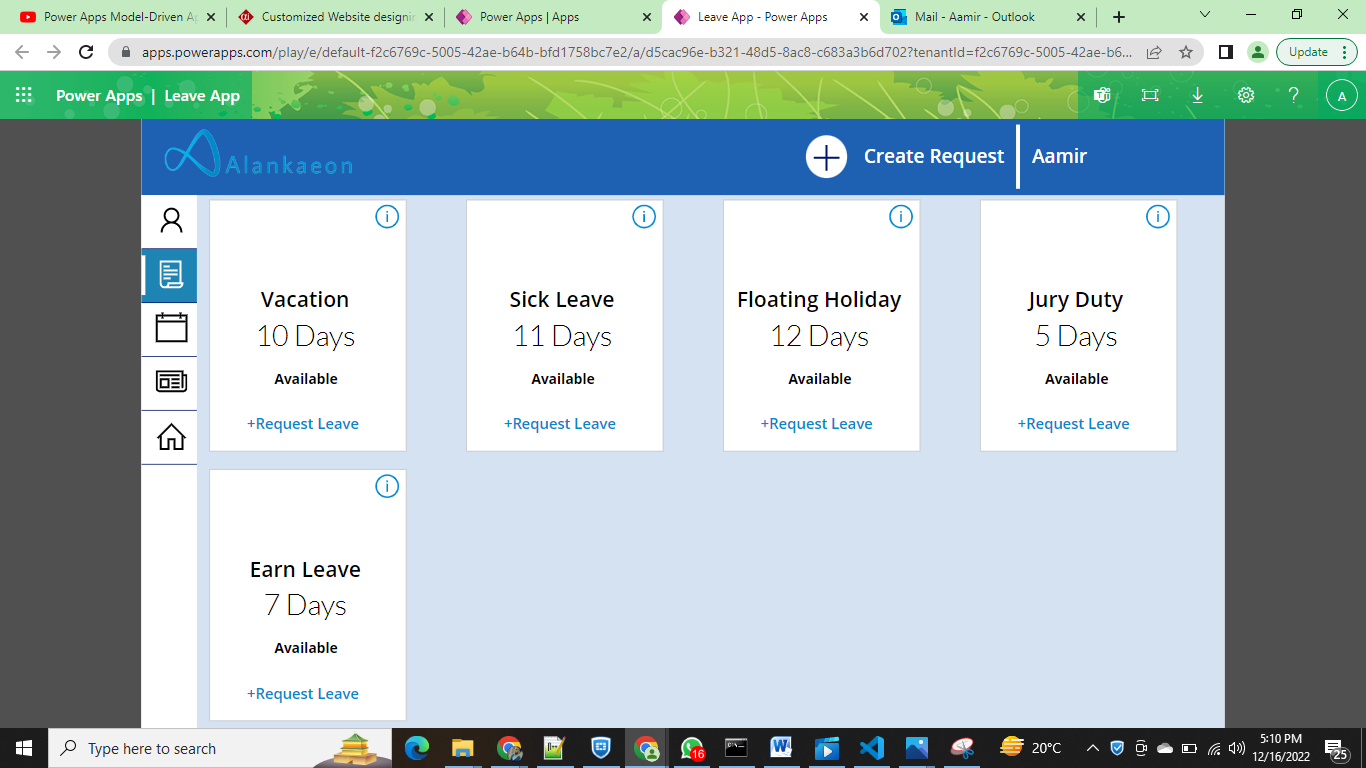 Power Apps Model-Driven Ap
Customized Website designin
Power Apps | Apps
Leave App - Power Apps
Mail - Aamir - Outlook
apps.powerapps.com/play/e/default-f2c6769c-5005-42ae-b64b-bfd1758bc7e2/a/d5cac96e-b321-48d5-8ac8-c683a3b6d702?tenantId=f2c6769c-5005-42ae-b6...
Update
Power Apps | Leave App
A
Alankaeon
Create Request
Aamir
Vacation
10 Days
Available
+Request Leave
Sick Leave
11 Days
Available
+Request Leave
Floating Holiday
12 Days
Available
+Request Leave
Jury Duty
5 Days
Available
+Request Leave
Earn Leave
7 Days
Available
+Request Leave
Type here to search
16
20°C
5:10 PM
12/16/2022
25